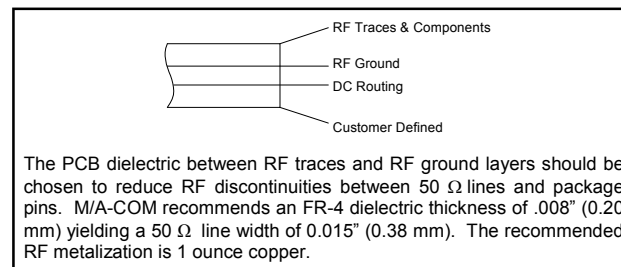 RF Traces & Components
RF Ground
DC Routing
Customer Defined
The PCB dielectric between RF traces and RF ground layers should be
chosen to reduce RF discontinuities between 50 Ω lines and package
pins. M/A-COM recommends an FR-4 dielectric thickness of .008” (0.20
mm) yielding a 50 Ω line width of 0.015” (0.38 mm). The recommended
RF metalization is 1 ounce copper.